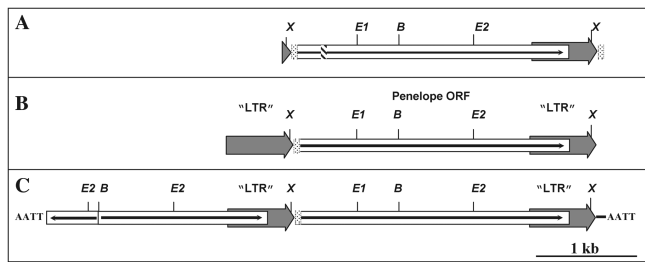 A
X E1 B E2 X
B
Penelope ORF
"LTR" X E1 B E2 "LTR" X
C
E2 B E2 "LTR" X E1 B E2 "LTR" X
AATT AATT
1 kb